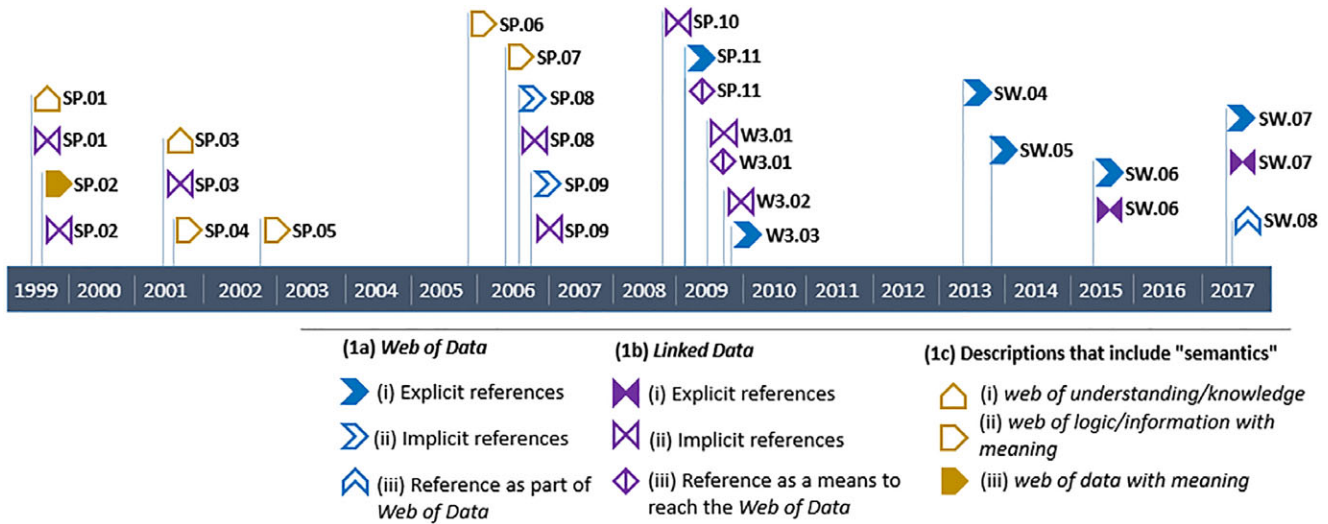 SP.06
SP.10
SP.07
SP.11
SP.01
SP.08
SP.11
SW.04
SW.07
SP.01
SP.03
SP.08
W3.01
SW.05
SP.02
SP.03
SP.09
W3.01
SW.06
SW.07
SP.02
SP.04
SP.05
SP.09
W3.02
SW.06
W3.03
SW.08
1999 2000 2001 2002 2003 2004 2005 2006 2007 2008 2009 2010 2011 2012 2013 2014 2015 2016 2017
(1a) Web of Data
(i) Explicit references
(ii) Implicit references
(iii) Reference as part of
Web of Data
(1b) Linked Data
(i) Explicit references
(ii) Implicit references
(iii) Reference as a means to
reach the Web of Data
(1c) Descriptions that include "semantics"
(i) web of understanding/knowledge
(ii) web of logic/information with
meaning
(iii) web of data with meaning